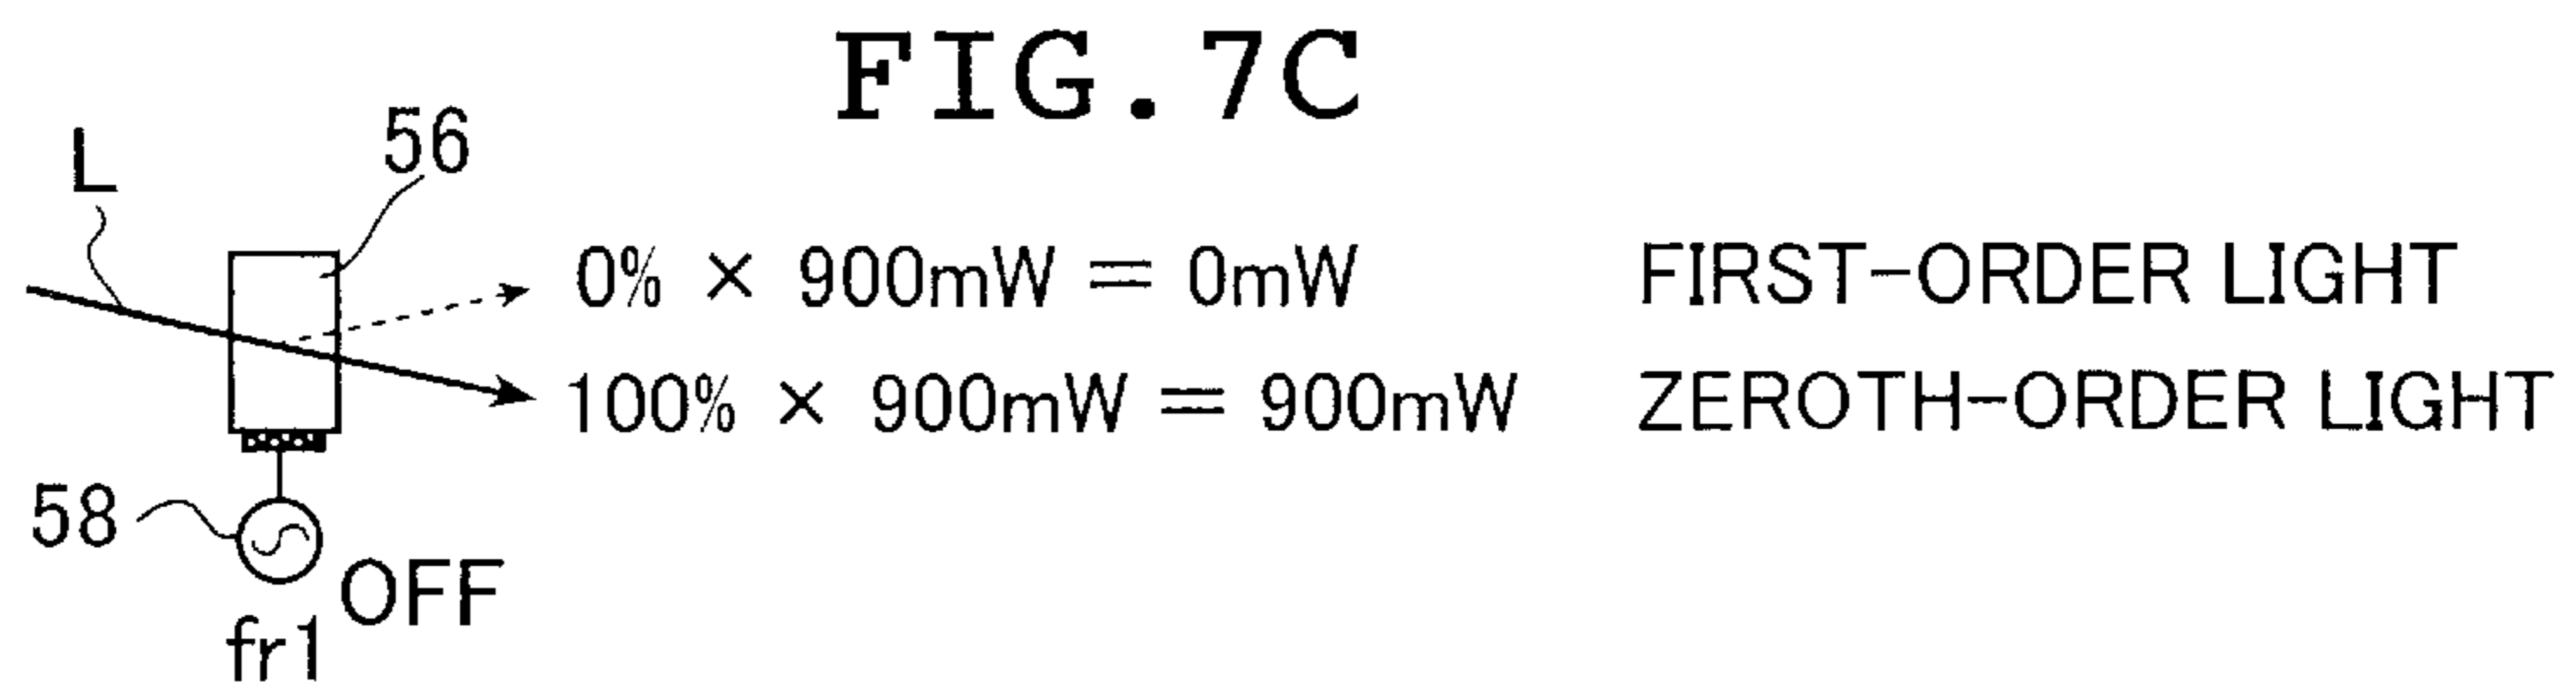 FIG. 7C
L
56
0% × 900mW = 0mW FIRST-ORDER LIGHT
100% × 900mW = 900mW ZEROTH-ORDER LIGHT
58
OFF
fr1